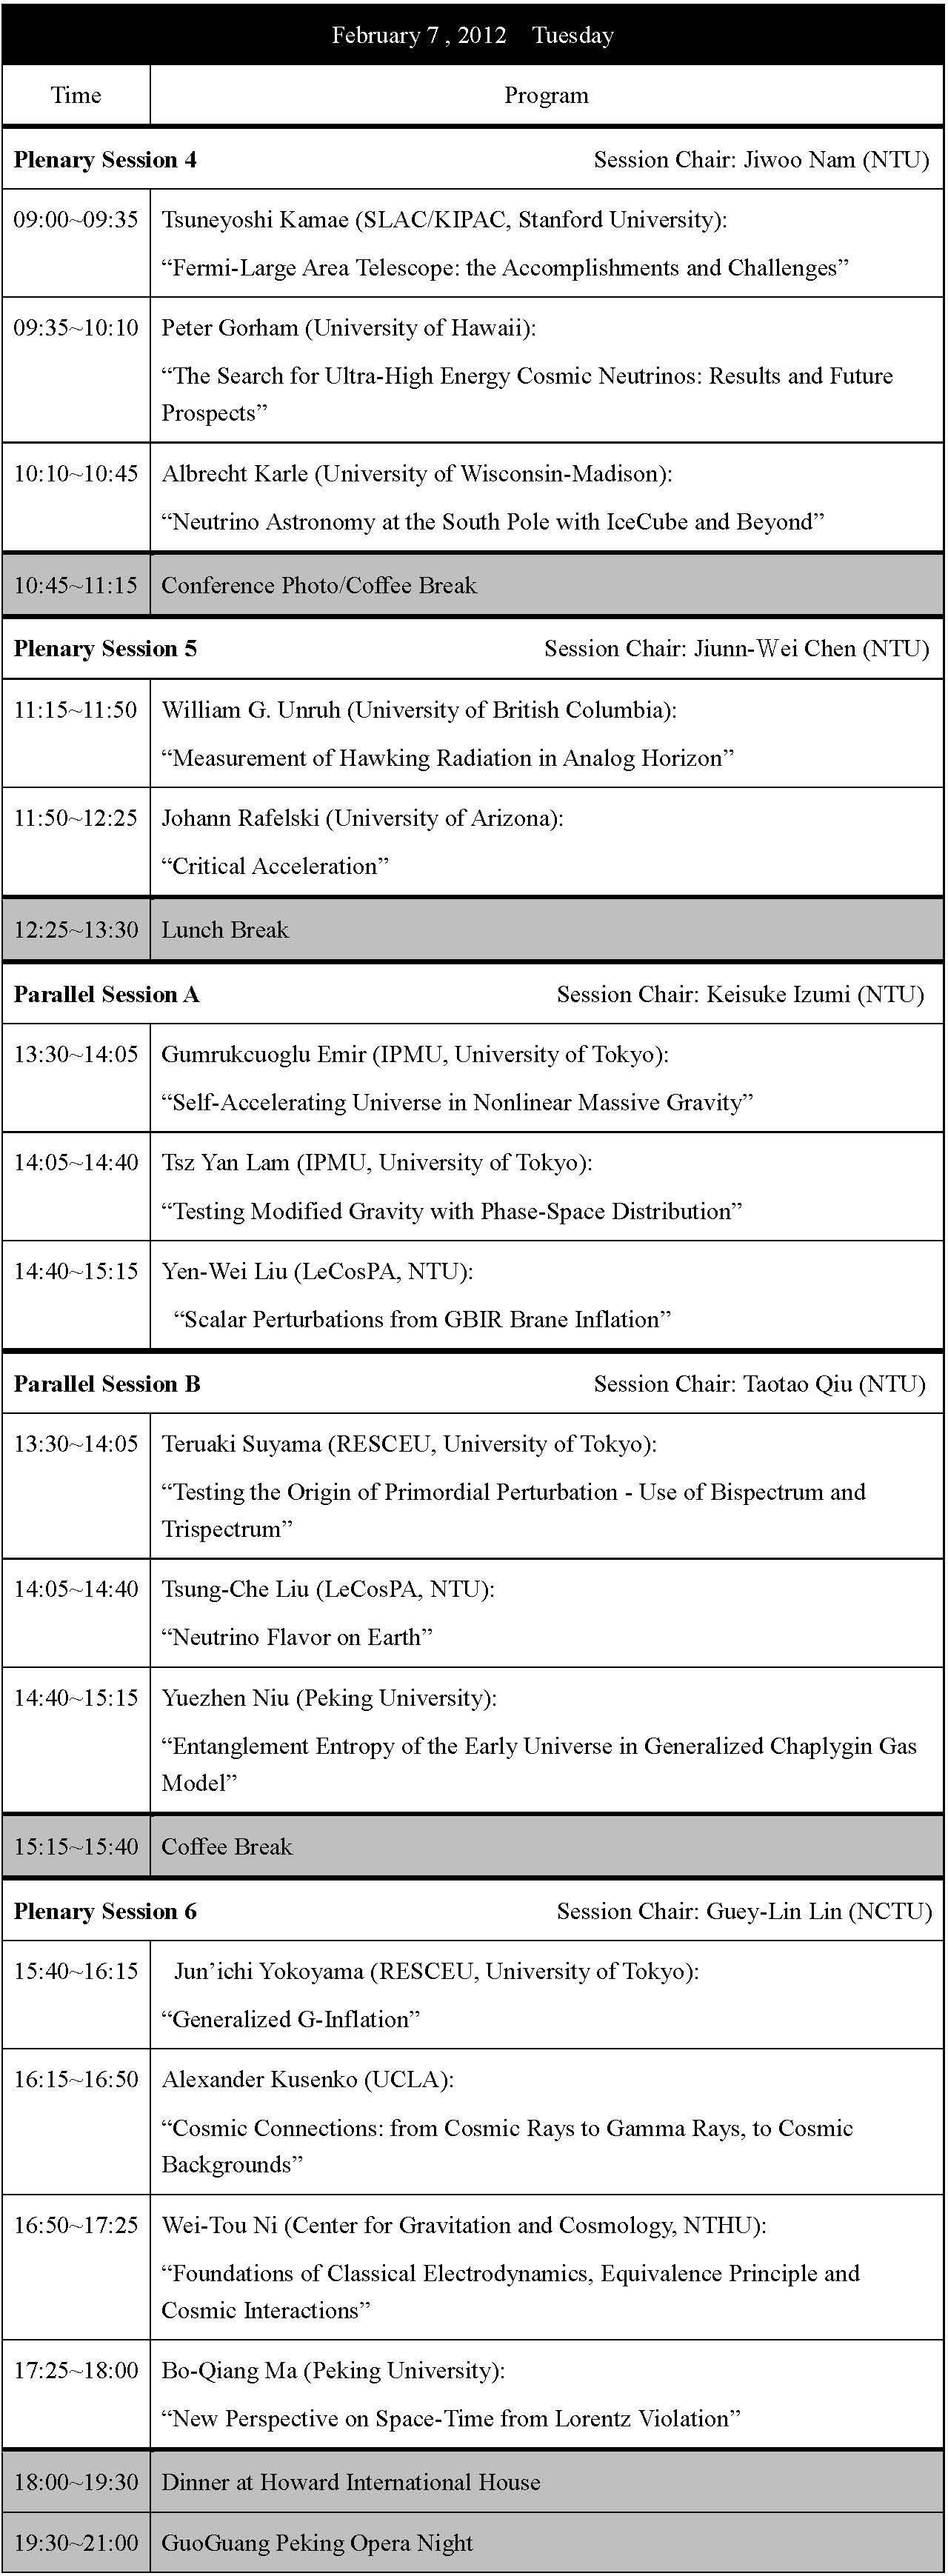 February 7 , 2012    Tuesday
Time    Program
Plenary Session 4    Session Chair: Jiwoo Nam (NTU)
09:00~09:35    Tsuneyoshi Kamae (SLAC/KIPAC, Stanford University):
“Fermi-Large Area Telescope: the Accomplishments and Challenges”
09:35~10:10    Peter Gorham (University of Hawaii):
“The Search for Ultra-High Energy Cosmic Neutrinos: Results and Future
Prospects”
10:10~10:45    Albrecht Karle (University of Wisconsin-Madison):
“Neutrino Astronomy at the South Pole with IceCube and Beyond”
10:45~11:15    Conference Photo/Coffee Break
Plenary Session 5    Session Chair: Jiunn-Wei Chen (NTU)
11:15~11:50    William G. Unruh (University of British Columbia):
“Measurement of Hawking Radiation in Analog Horizon”
11:50~12:25    Johann Rafelski (University of Arizona):
“Critical Acceleration”
12:25~13:30    Lunch Break
Parallel Session A    Session Chair: Keisuke Izumi (NTU)
13:30~14:05    Gumrukcuoglu Emir (IPMU, University of Tokyo):
“Self-Accelerating Universe in Nonlinear Massive Gravity”
14:05~14:40    Tsz Yan Lam (IPMU, University of Tokyo):
“Testing Modified Gravity with Phase-Space Distribution”
14:40~15:15    Yen-Wei Liu (LeCosPA, NTU):
“Scalar Perturbations from GBIR Brane Inflation”
Parallel Session B    Session Chair: Taotao Qiu (NTU)
13:30~14:05    Teruaki Suyama (RESCEU, University of Tokyo):
“Testing the Origin of Primordial Perturbation - Use of Bispectrum and
Trispectrum”
14:05~14:40    Tsung-Che Liu (LeCosPA, NTU):
“Neutrino Flavor on Earth”
14:40~15:15    Yuezhen Niu (Peking University):
“Entanglement Entropy of the Early Universe in Generalized Chaplygin Gas
Model”
15:15~15:40    Coffee Break
Plenary Session 6    Session Chair: Guey-Lin Lin (NCTU)
15:40~16:15    Jun’ichi Yokoyama (RESCEU, University of Tokyo):
“Generalized G-Inflation”
16:15~16:50    Alexander Kusenko (UCLA):
“Cosmic Connections: from Cosmic Rays to Gamma Rays, to Cosmic
Backgrounds”
16:50~17:25    Wei-Tou Ni (Center for Gravitation and Cosmology, NTHU):
“Foundations of Classical Electrodynamics, Equivalence Principle and
Cosmic Interactions”
17:25~18:00    Bo-Qiang Ma (Peking University):
“New Perspective on Space-Time from Lorentz Violation”
18:00~19:30    Dinner at Howard International House
19:30~21:00    GuoGuang Peking Opera Night